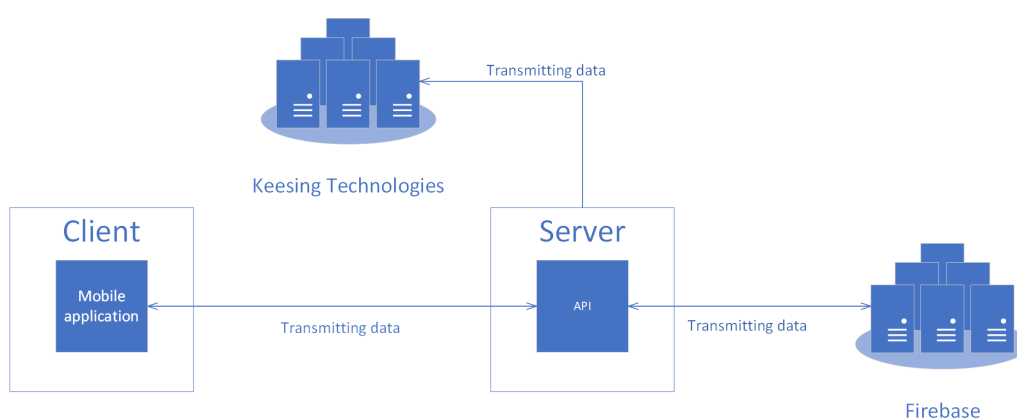 Transmitting data
Keesing Technologies
Client
Server
Mobile
application
API
Transmitting data
Transmitting data
Firebase